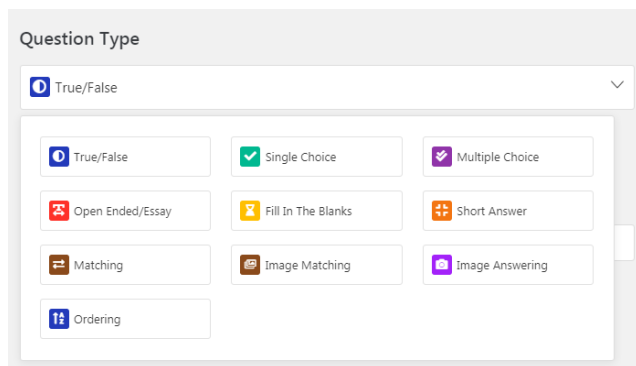 Question Type
True/False
True/False
Single Choice
Multiple Choice
Open Ended/Essay
Fill In The Blanks
Short Answer
Matching
Image Matching
Image Answering
Ordering